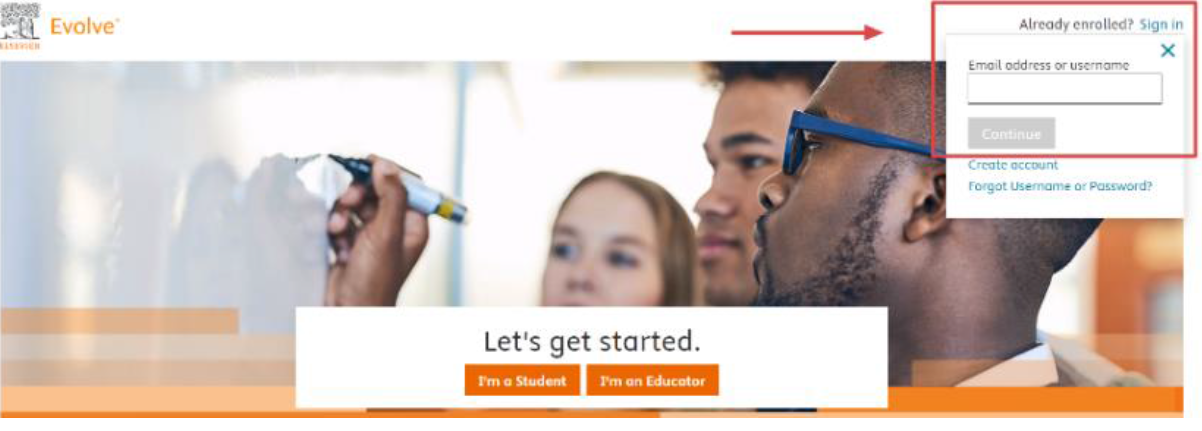 Evolve
ELSEVIER
Already enrolled? Sign in
Email address or username
Continue
Create account
Forgot Username or Password?
Let's get started.
I'm a Student
I'm an Educator